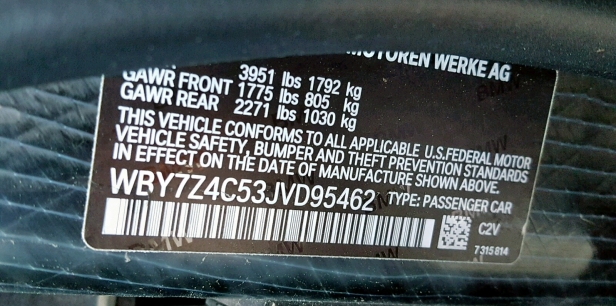 MOTOREN WERKE AG
3951 lbs 1792 kg
GAWR FRONT 1775 lbs 805 kg
GAWR REAR 2271 lbs 1030 kg
THIS VEHICLE CONFORMS TO ALL APPLICABLE U.S.FEDERAL MOTOR
VEHICLE SAFETY, BUMPER AND THEFT PREVENTION STANDARDS
IN EFFECT ON THE DATE OF MANUFACTURE SHOWN ABOVE.
WBY7Z4C53JVD95462 TYPE: PASSENGER CAR
C2V
7315814